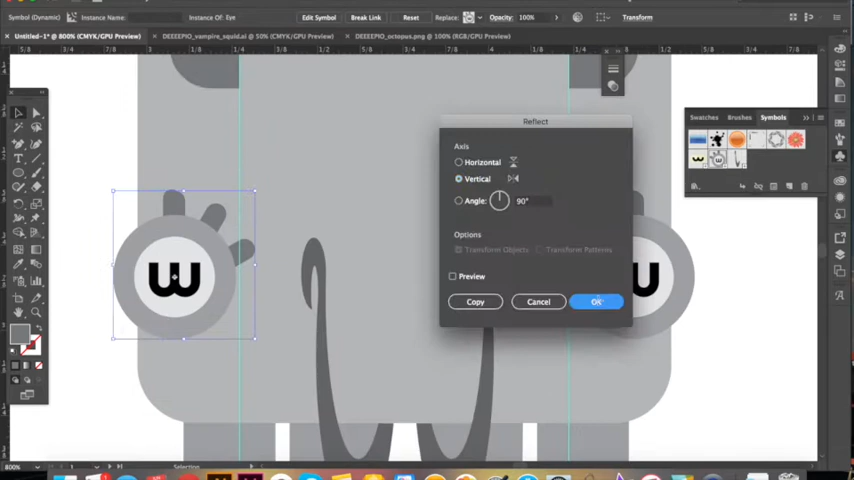 Symbol (Dynamic) Instance Name: Instance Of: Eye Edit Symbol Break Link Reset Replace: Opacity: 100% Transform
× Untitled-1* @ 800% (CMYK/GPU Preview) × DEEEEPIO_vampire_squid.ai @ 50% (CMYK/GPU Preview) × DEEEEPIO_octopus.png @ 100% (RGB/GPU Preview)
Reflect
Swatches Brushes Symbols
Axis
Horizontal
Vertical
Angle: 90°
Options
Transform Objects Transform Patterns
Preview
Copy Cancel OK
w
800% Selection